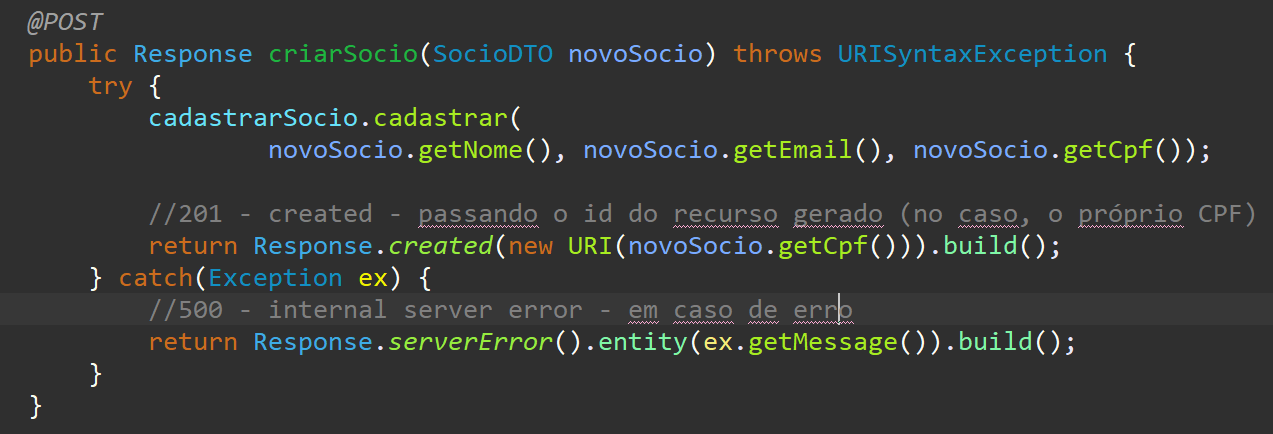 @POST
public Response criarSocio(SocioDTO novoSocio) throws URISyntaxException {
try {
cadastrarSocio.cadastrar(
novoSocio.getNome(), novoSocio.getEmail(), novoSocio.getCpf());
//201 - created - passando o id do recurso gerado (no caso, o próprio CPF)
return Response.created(new URI(novoSocio.getCpf())).build();
} catch(Exception ex) {
//500 - internal server error - em caso de erro
return Response.serverError().entity(ex.getMessage()).build();
}
}